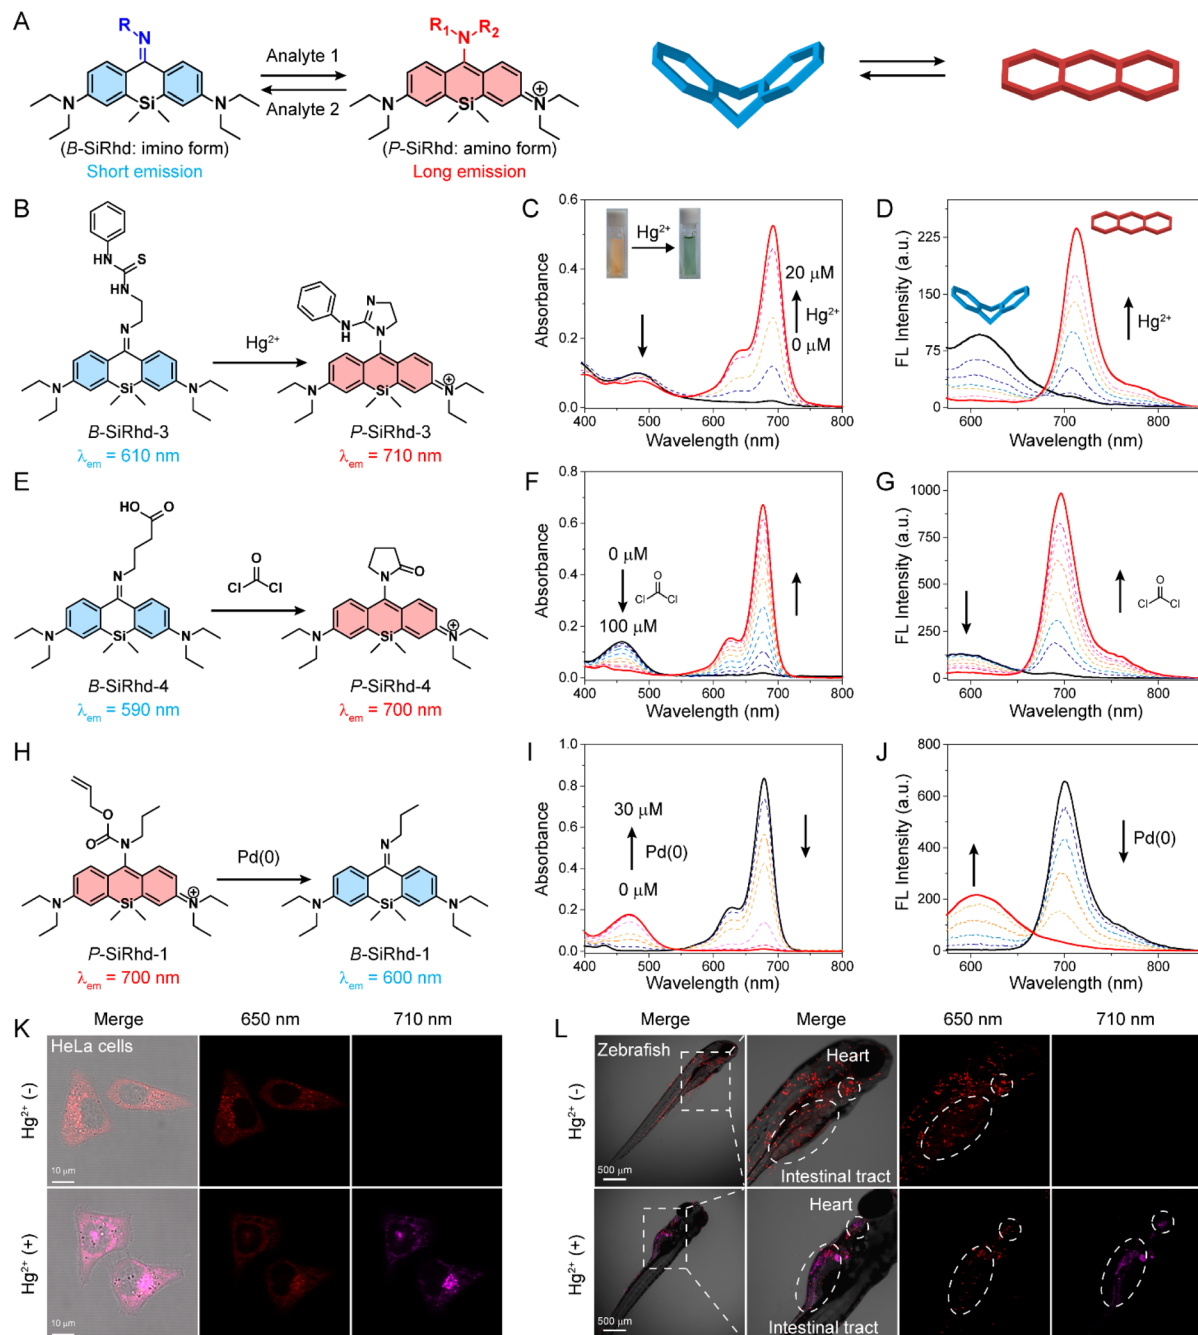 A
R
N
Si
N
N
(B-SiRhd: imino form)
Short emission
Analyte 1
Analyte 2
R₁ R₂
N
Si
N
N
+
(P-SiRhd: amino form)
Long emission
B
HN
S
HN
N
N
Si
N
B-SiRhd-3
λem = 610 nm
Hg²⁺
N
N
H
N
N
Si
N
+
P-SiRhd-3
λem = 710 nm
C
Absorbance
0.6
0.4
0.2
0.0
400 500 600 700 800
Wavelength (nm)
Hg²⁺
20 μM
Hg²⁺
0 μM
D
FL Intensity (a.u.)
225
150
75
0
600 700 800
Wavelength (nm)
Hg²⁺
E
HO
O
N
N
Si
N
B-SiRhd-4
λem = 590 nm
O
Cl Cl
N
O
N
Si
N
+
P-SiRhd-4
λem = 700 nm
F
Absorbance
0.8
0.6
0.4
0.2
0.0
400 500 600 700 800
Wavelength (nm)
0 μM
O
Cl Cl
100 μM
G
FL Intensity (a.u.)
1000
750
500
250
0
600 700 800
Wavelength (nm)
O
Cl Cl
H
O
O
N
N
Si
N
+
P-SiRhd-1
λem = 700 nm
Pd(0)
N
N
Si
N
B-SiRhd-1
λem = 600 nm
I
Absorbance
1.0
0.8
0.6
0.4
0.2
0.0
400 500 600 700 800
Wavelength (nm)
30 μM
Pd(0)
0 μM
J
FL Intensity (a.u.)
800
600
400
200
0
600 700 800
Wavelength (nm)
Pd(0)
K
Merge 650 nm 710 nm
Hg²⁺ (-)
HeLa cells
10 μm
Hg²⁺ (+)
10 μm
L
Merge Merge 650 nm 710 nm
Hg²⁺ (-)
Zebrafish
500 μm
Heart
Intestinal tract
Hg²⁺ (+)
500 μm
Heart
Intestinal tract